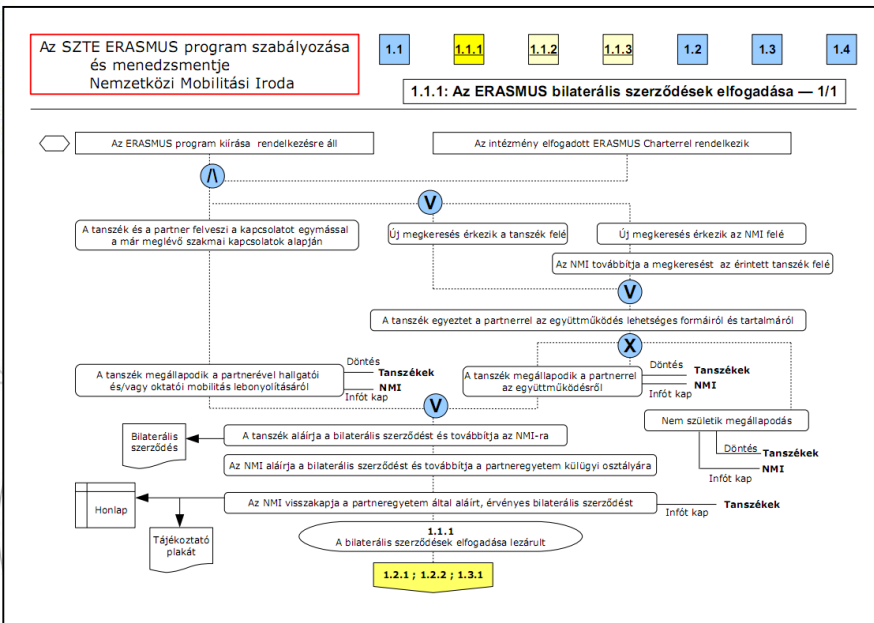 Az SZTE ERASMUS program szabályozása
és menedzsmentje
Nemzetközi Mobilitási Iroda
1.1
1.1.1
1.1.2
1.1.3
1.2
1.3
1.4
1.1.1: Az ERASMUS bilaterális szerződések elfogadása — 1/1
Az ERASMUS program kiírása rendelkezésre áll
Az intézmény elfogadott ERASMUS Charterrel rendelkezik
/\
V
A tanszék és a partner felveszi a kapcsolatot egymással
a már meglévő szakmai kapcsolatok alapján
Új megkeresés érkezik a tanszék felé
Új megkeresés érkezik az NMI felé
Az NMI továbbítja a megkeresést az érintett tanszék felé
V
A tanszék egyeztet a partnerrel az együttműködés lehetséges formáiról és tartalmáról
X
A tanszék megállapodik a partnerével hallgatói
és/vagy oktatói mobilitás lebonyolításáról
Döntés
Tanszékek
NMI
Infót kap
A tanszék megállapodik a partnerrel
az együttműködésről
Döntés
Tanszékek
NMI
Infót kap
Nem születik megállapodás
Döntés
Tanszékek
NMI
Infót kap
V
Bilaterális
szerződés
A tanszék aláírja a bilaterális szerződést és továbbítja az NMI-ra
Az NMI aláírja a bilaterális szerződést és továbbítja a partneregyetem külügyi osztályára
Honlap
Az NMI visszakapja a partneregyetem által aláírt, érvényes bilaterális szerződést
Infót kap
Tanszékek
Tájékoztató
plakát
1.1.1
A bilaterális szerződések elfogadása lezárult
1.2.1 ; 1.2.2 ; 1.3.1